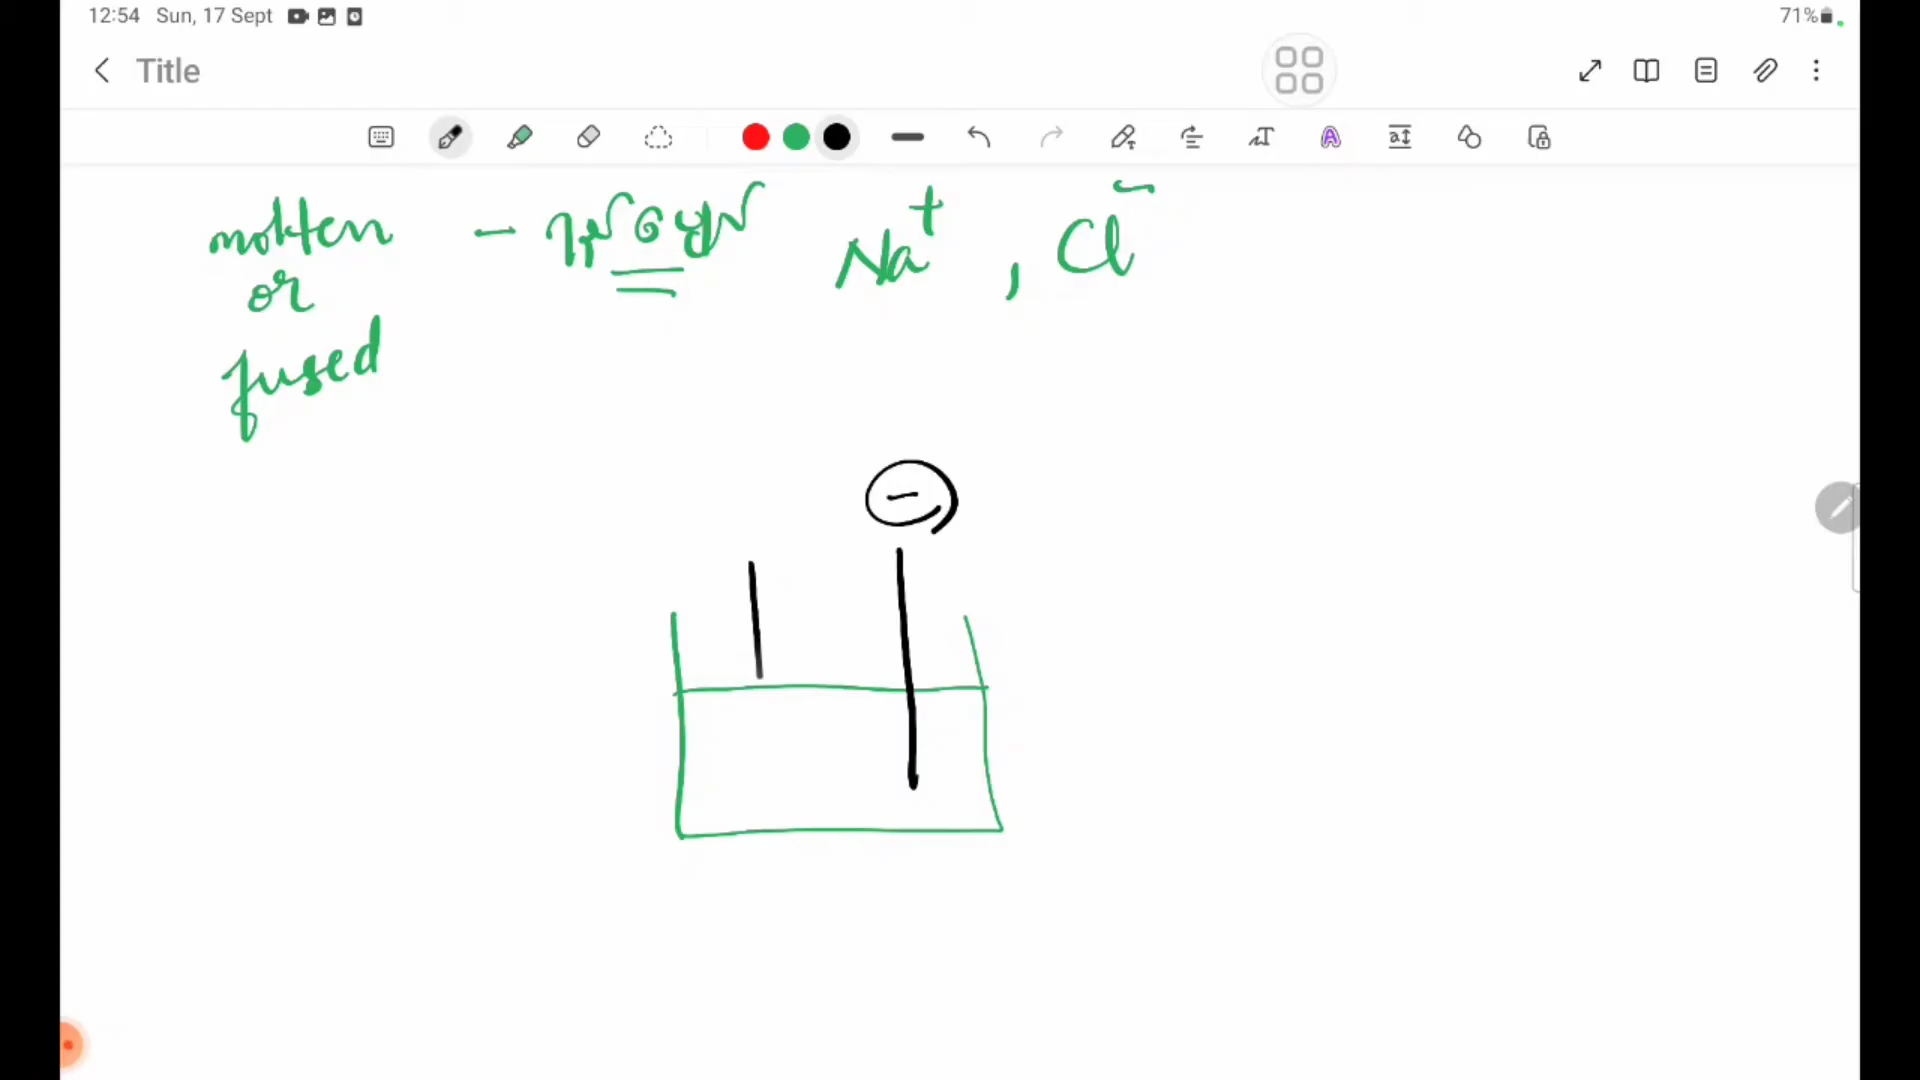 12:54 Sun, 17 Sept 71%
Title
molten - Na⁺, Cl⁻
or
fused
−